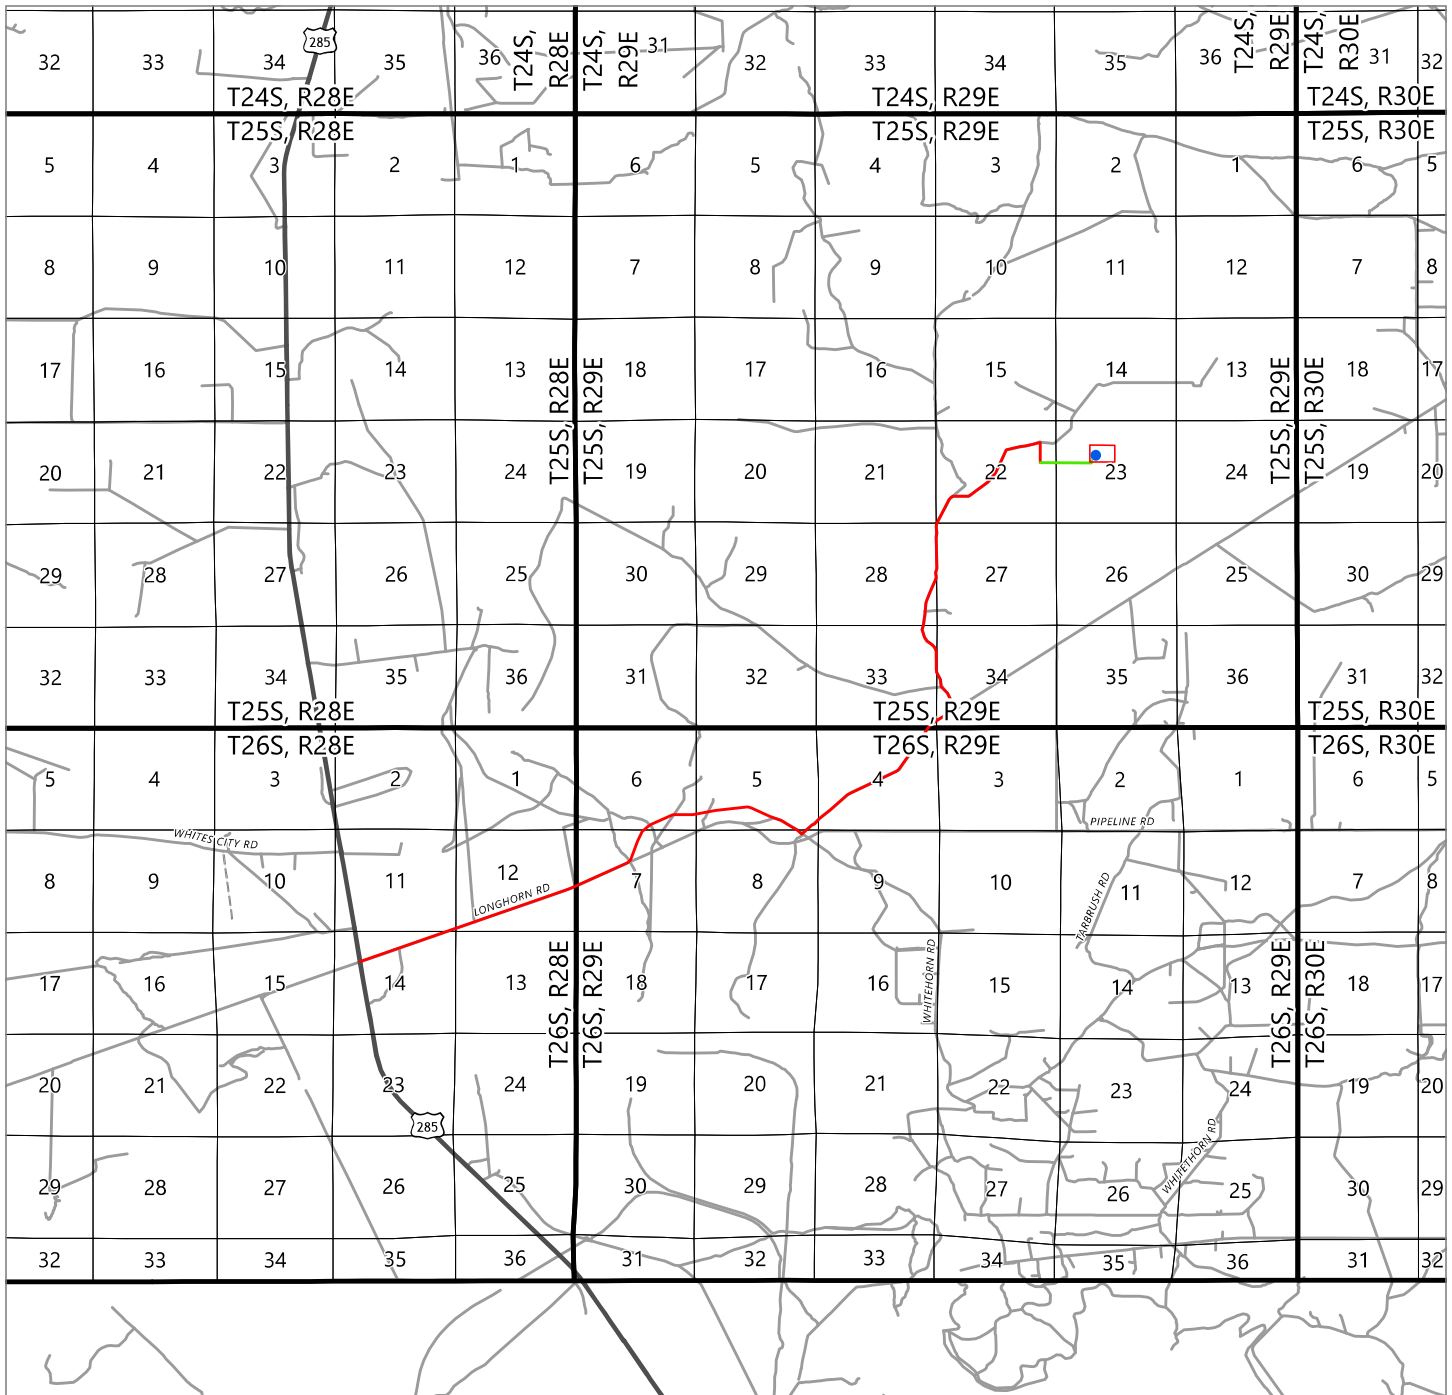 285
32 33 34 35 36 T24S, R28E T24S, R29E 31 32 33 34 35 36 T24S, R29E T24S, R30E 31 32
T24S, R28E T24S, R29E T24S, R30E
T25S, R28E T25S, R29E T25S, R30E
5 4 3 2 1 6 5 4 3 2 1 6 5
8 9 10 11 12 7 8 9 10 11 12 7 8
17 16 15 14 13 18 17 16 15 14 13 18 17
T25S, R28E T25S, R29E T25S, R29E T25S, R30E
20 21 22 23 24 19 20 21 22 23 24 19 20
29 28 27 26 25 30 29 28 27 26 25 30 29
32 33 34 35 36 31 32 33 34 35 36 31 32
T25S, R28E T25S, R29E T25S, R30E
T26S, R28E T26S, R29E T26S, R30E
5 4 3 2 1 6 5 4 3 2 1 6 5
PIPELINE RD
WHITES CITY RD
8 9 10 11 12 7 8 9 10 11 12 7 8
LONGHORN RD
TARBRUSH RD
WHITEHORN RD
17 16 15 14 13 18 17 16 15 14 13 18 17
T26S, R28E T26S, R29E T26S, R29E T26S, R30E
20 21 22 23 24 19 20 21 22 23 24 19 20
285
WHITETHORN RD
29 28 27 26 25 30 29 28 27 26 25 30 29
32 33 34 35 36 31 32 33 34 35 36 31 32